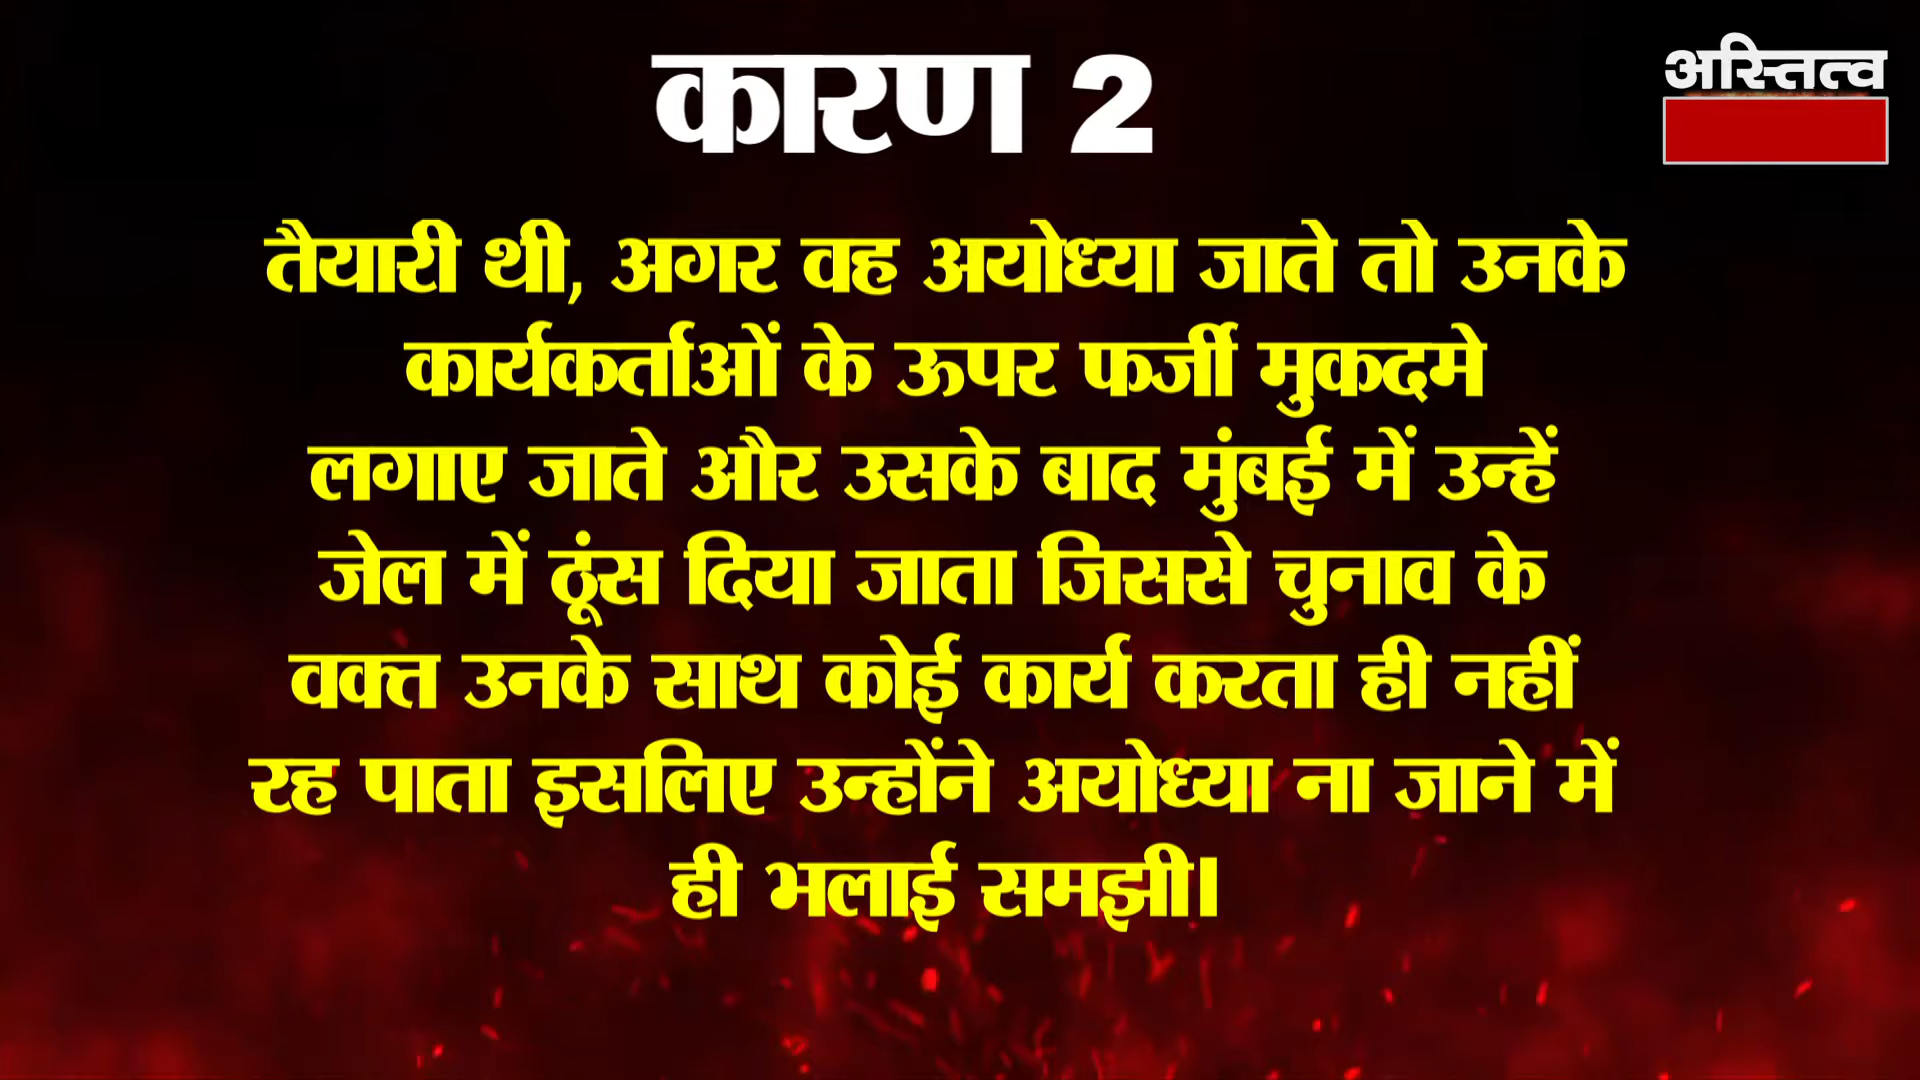 कारण 2
अस्तित्व
तैयारी थी, अगर वह अयोध्या जाते तो उनके
कार्यकर्ताओं के ऊपर फर्जी मुकदमे
लगाए जाते और उसके बाद मुंबई में उन्हें
जेल में ठूंस दिया जाता जिससे चुनाव के
वक्त उनके साथ कोई कार्य करता ही नहीं
रह पाता इसलिए उन्होंने अयोध्या ना जाने में
ही भलाई समझी।